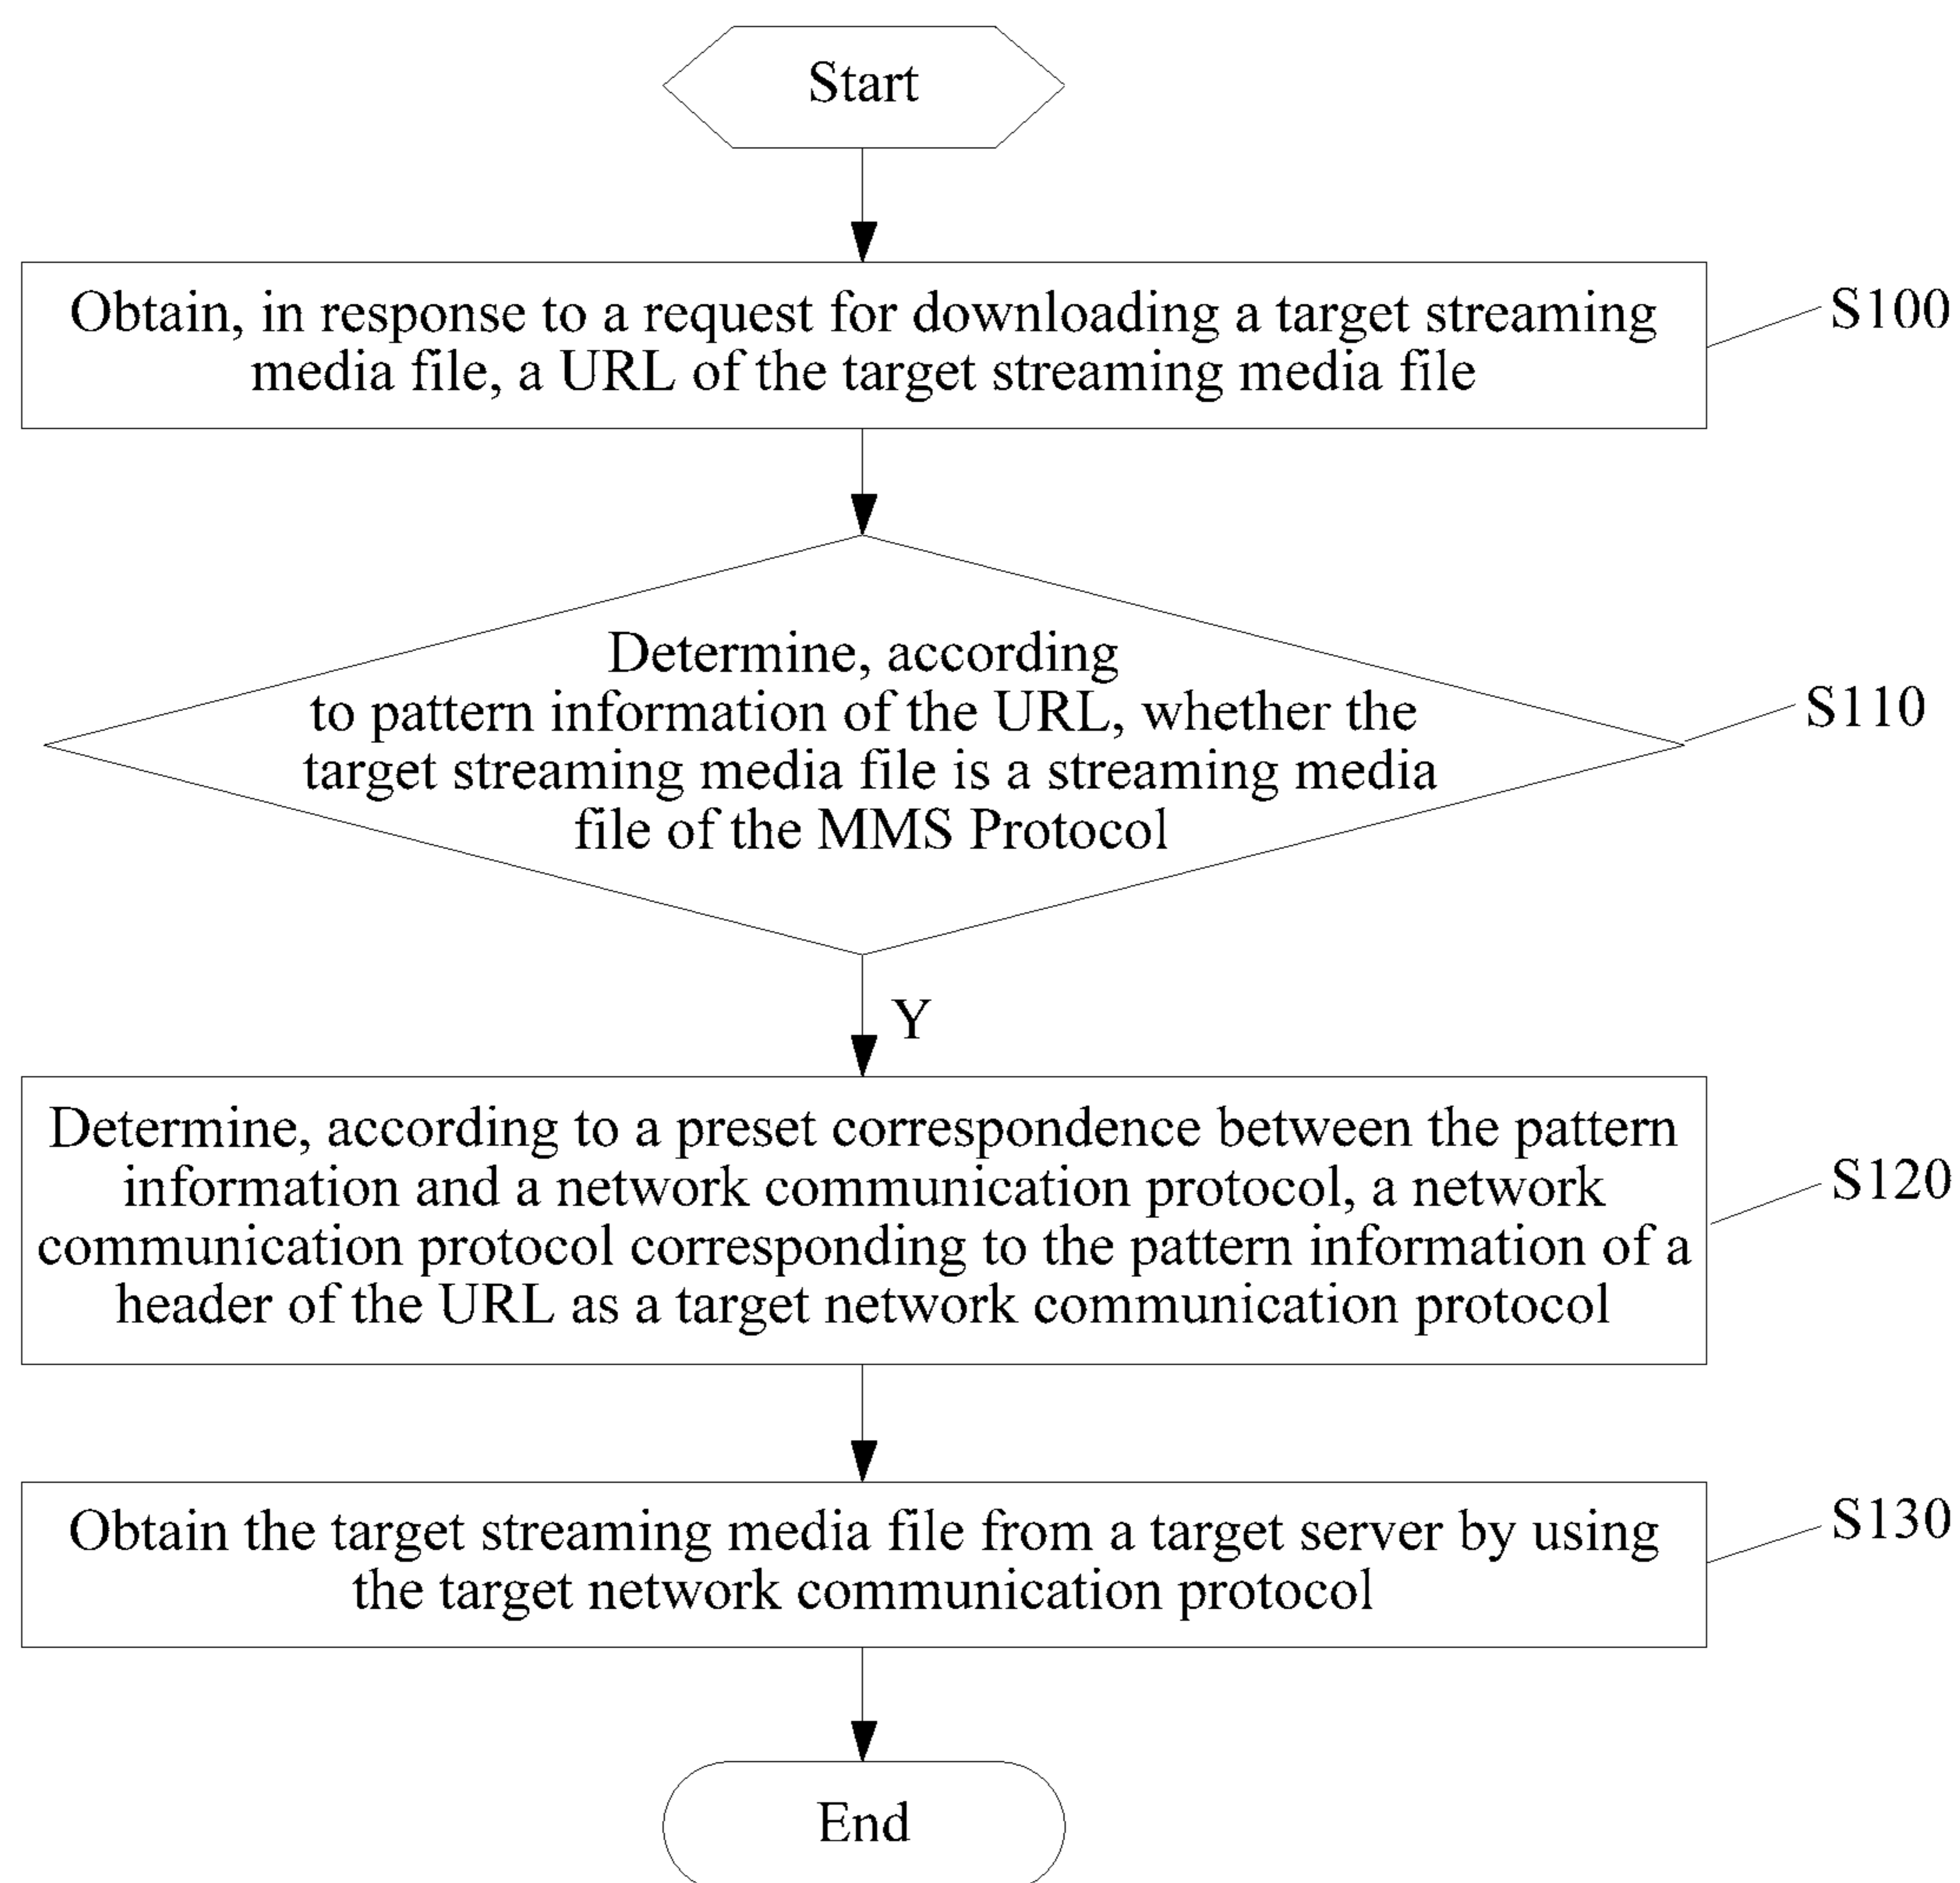 Start
Obtain, in response to a request for downloading a target streaming
media file, a URL of the target streaming media file
S100
Determine, according
to pattern information of the URL, whether the
target streaming media file is a streaming media
file of the MMS Protocol
S110
Y
Determine, according to a preset correspondence between the pattern
information and a network communication protocol, a network
communication protocol corresponding to the pattern information of a
header of the URL as a target network communication protocol
S120
Obtain the target streaming media file from a target server by using
the target network communication protocol
S130
End